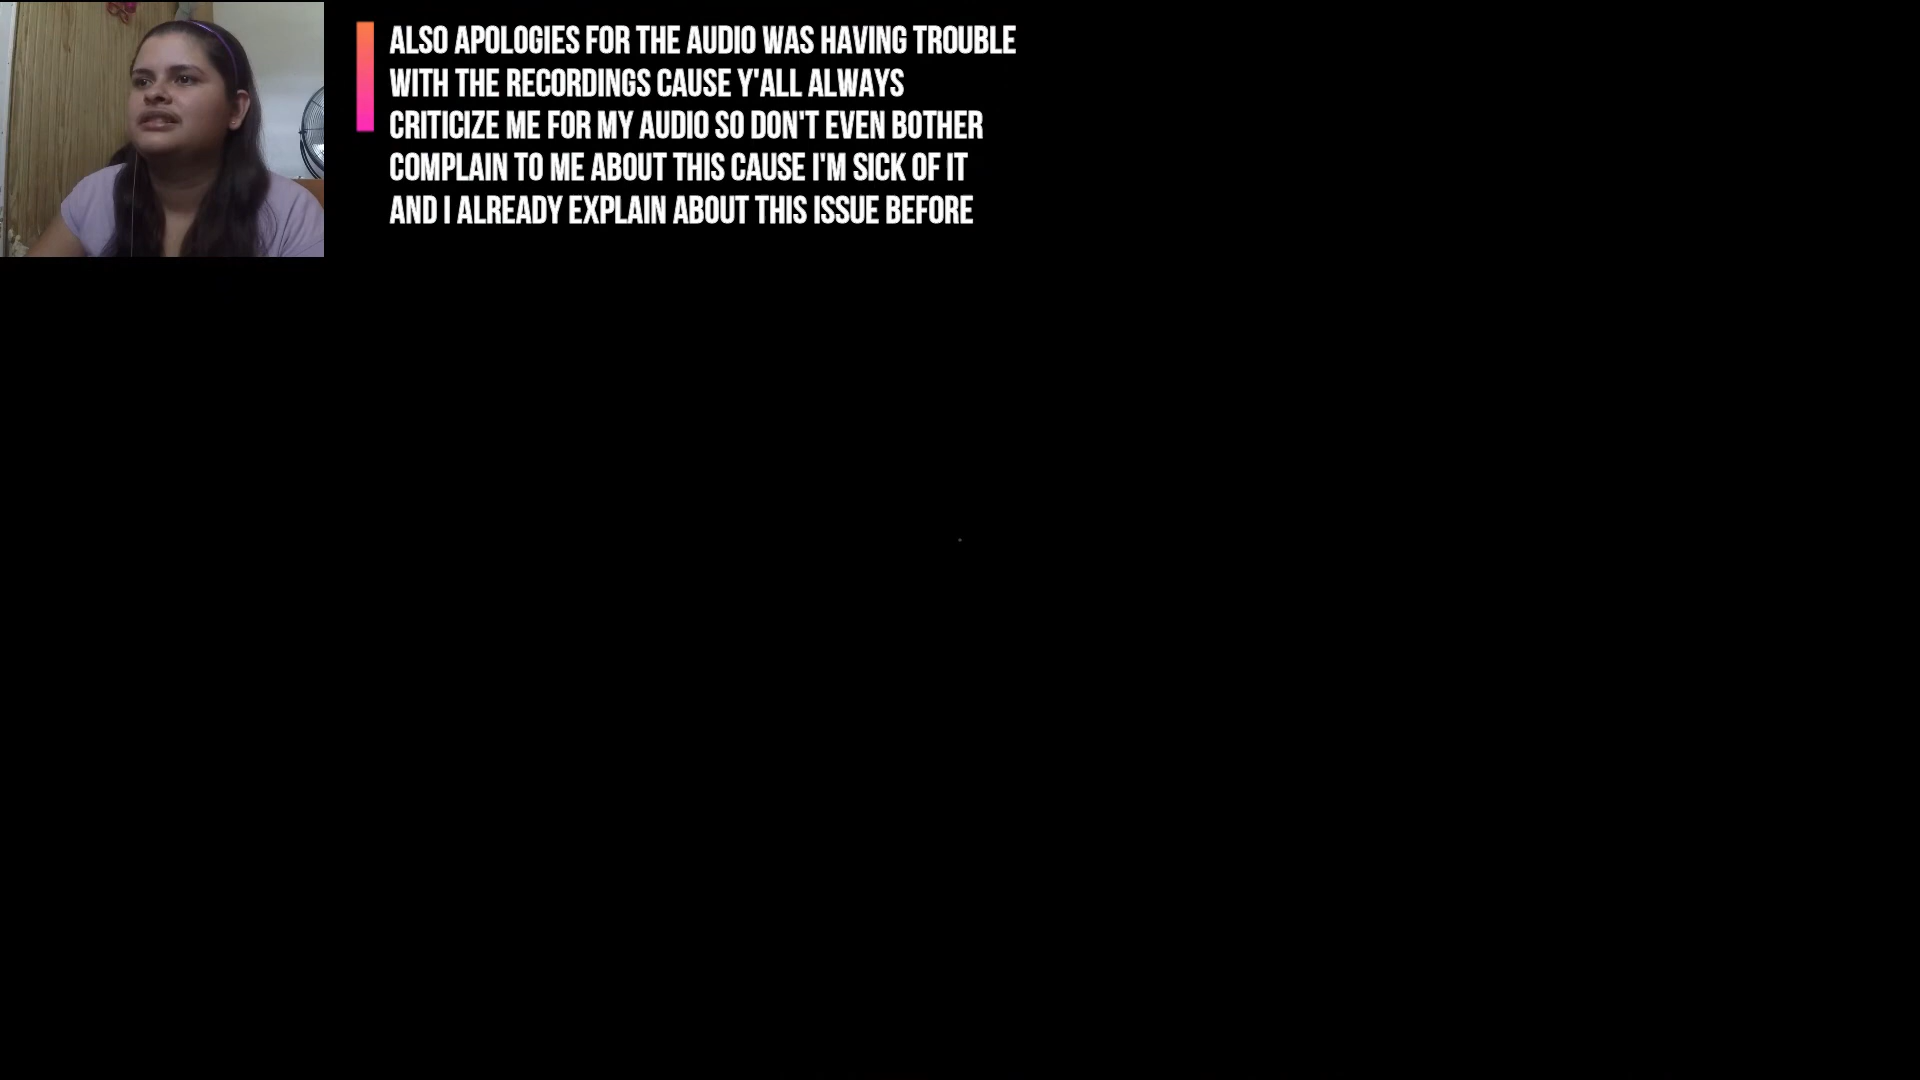 ALSO APOLOGIES FOR THE AUDIO WAS HAVING TROUBLE
WITH THE RECORDINGS CAUSE Y'ALL ALWAYS
CRITICIZE ME FOR MY AUDIO SO DON'T EVEN BOTHER
COMPLAIN TO ME ABOUT THIS CAUSE I'M SICK OF IT
AND I ALREADY EXPLAIN ABOUT THIS ISSUE BEFORE